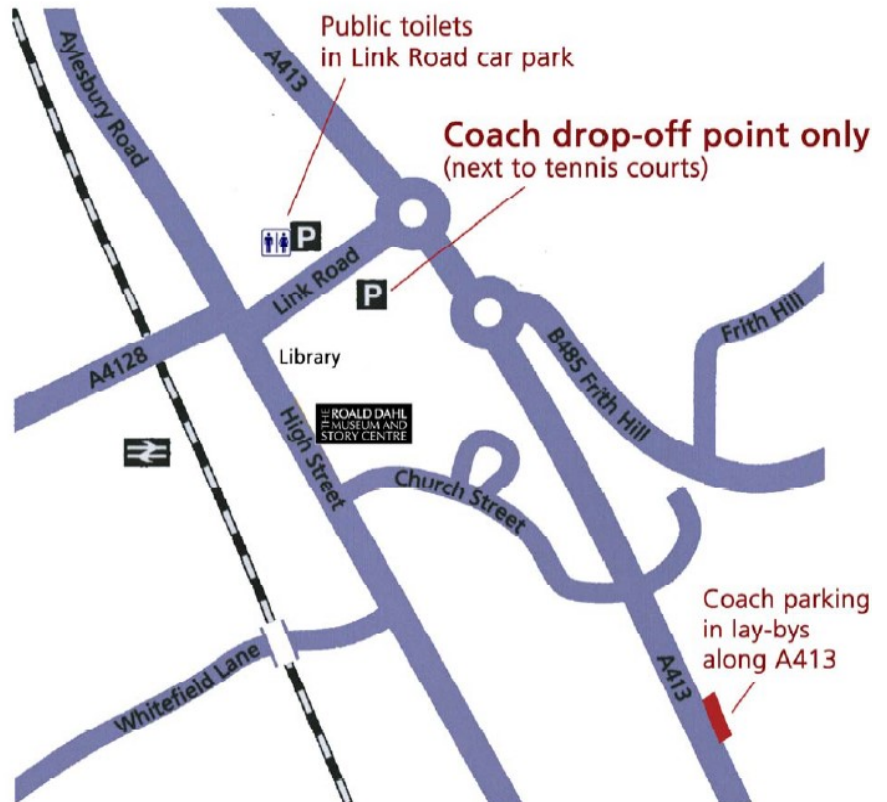 Public toilets
in Link Road car park
A413
Aylesbury Road
Coach drop-off point only
(next to tennis courts)
P
Link Road
P
Frith Hill
B485 Frith Hill
A4128
Library
THE ROALD DAHL
MUSEUM AND
STORY CENTRE
High Street
Church Street
Coach parking
in lay-bys
along A413
A413
Whitefield Lane